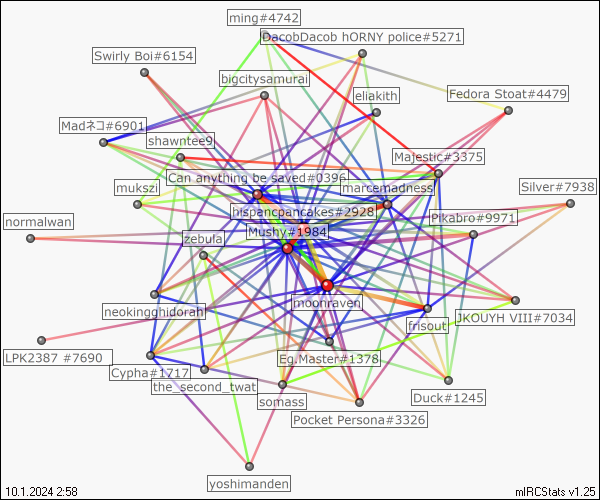 ming#4742
DacobDacob hORNY police#5271
Swirly Boi#6154
bigcitysamurai
eliakith
Fedora Stoat#4479
Madネコ#6901
shawntee9
Majestic#3375
Can anything be saved#0396
marcemadness
mukszi
Silver#7938
hispancpancakes#2928
Pikabro#9971
normalwan
Mushy#1984
zebula
moonraven
neokingghidorah
JKOUYH VIII#7034
frisout
LPK2387 #7690
Eg.Master#1378
Cypha#1717
the_second_twat
somass
Duck#1245
Pocket Persona#3326
yoshimanden
10.1.2024 2:58
mIRCStats v1.25